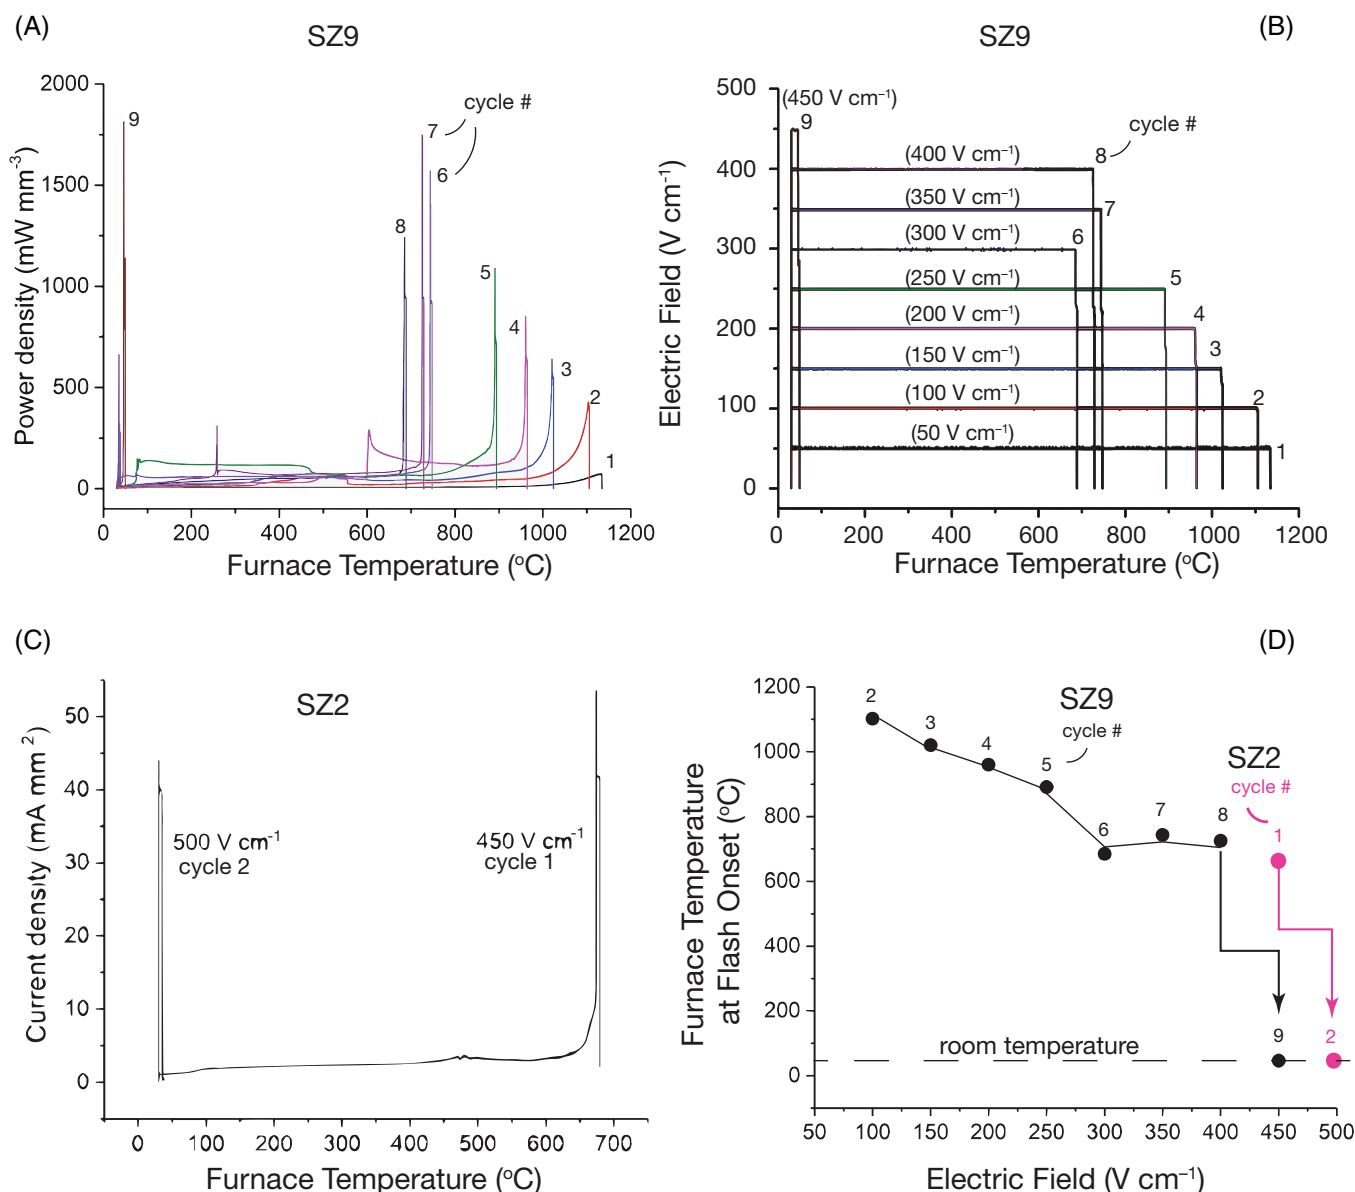 (A)
SZ9
2000
1500
1000
500
0
Power density (mW mm-3)
0
200
400
600
800
1000
1200
Furnace Temperature (oC)
9
cycle #
7
6
8
5
4
3
2
1
SZ9
(B)
500
400
300
200
100
0
Electric Field (V cm-1)
0
200
400
600
800
1000
1200
Furnace Temperature (oC)
(450 V cm–1)
9
cycle #
(400 V cm–1)
8
(350 V cm–1)
7
(300 V cm–1)
6
(250 V cm–1)
5
(200 V cm–1)
4
(150 V cm–1)
3
(100 V cm–1)
2
(50 V cm–1)
1
(C)
SZ2
50
40
30
20
10
0
Current density (mA mm 2)
0
100
200
300
400
500
600
700
Furnace Temperature (oC)
500 V cm-1
cycle 2
450 V cm-1
cycle 1
(D)
1200
1000
800
600
400
200
0
Furnace Temperature
at Flash Onset (oC)
50
100
150
200
250
300
350
400
450
500
Electric Field (V cm–1)
SZ9
cycle #
SZ2
cycle #
2
3
4
5
6
7
8
1
9
2
room temperature